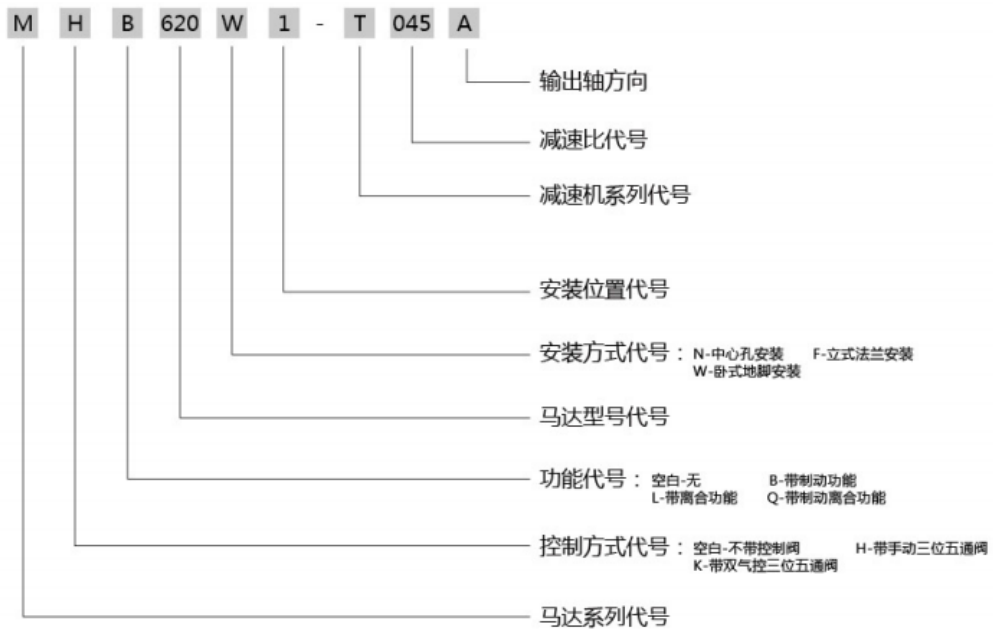 M H B 620 W 1 - T 045 A
输出轴方向
减速比代号
减速机系列代号
安装位置代号
安装方式代号：N-中心孔安装 F-立式法兰安装
W-卧式地脚安装
马达型号代号
功能代号：空白-无 B-带制动功能
L-带离合功能 Q-带制动离合功能
控制方式代号：空白-不带控制阀 H-带手动三位五通阀
K-带双气控三位五通阀
马达系列代号